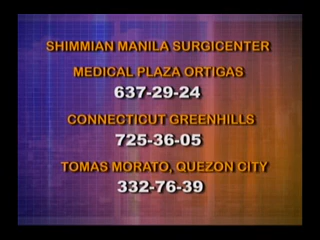 SHIMMIAN MANILA SURGICENTER
MEDICAL PLAZA ORTIGAS
637-29-24
CONNECTICUT GREENHILLS
725-36-05
TOMAS MORATO, QUEZON CITY
332-76-39